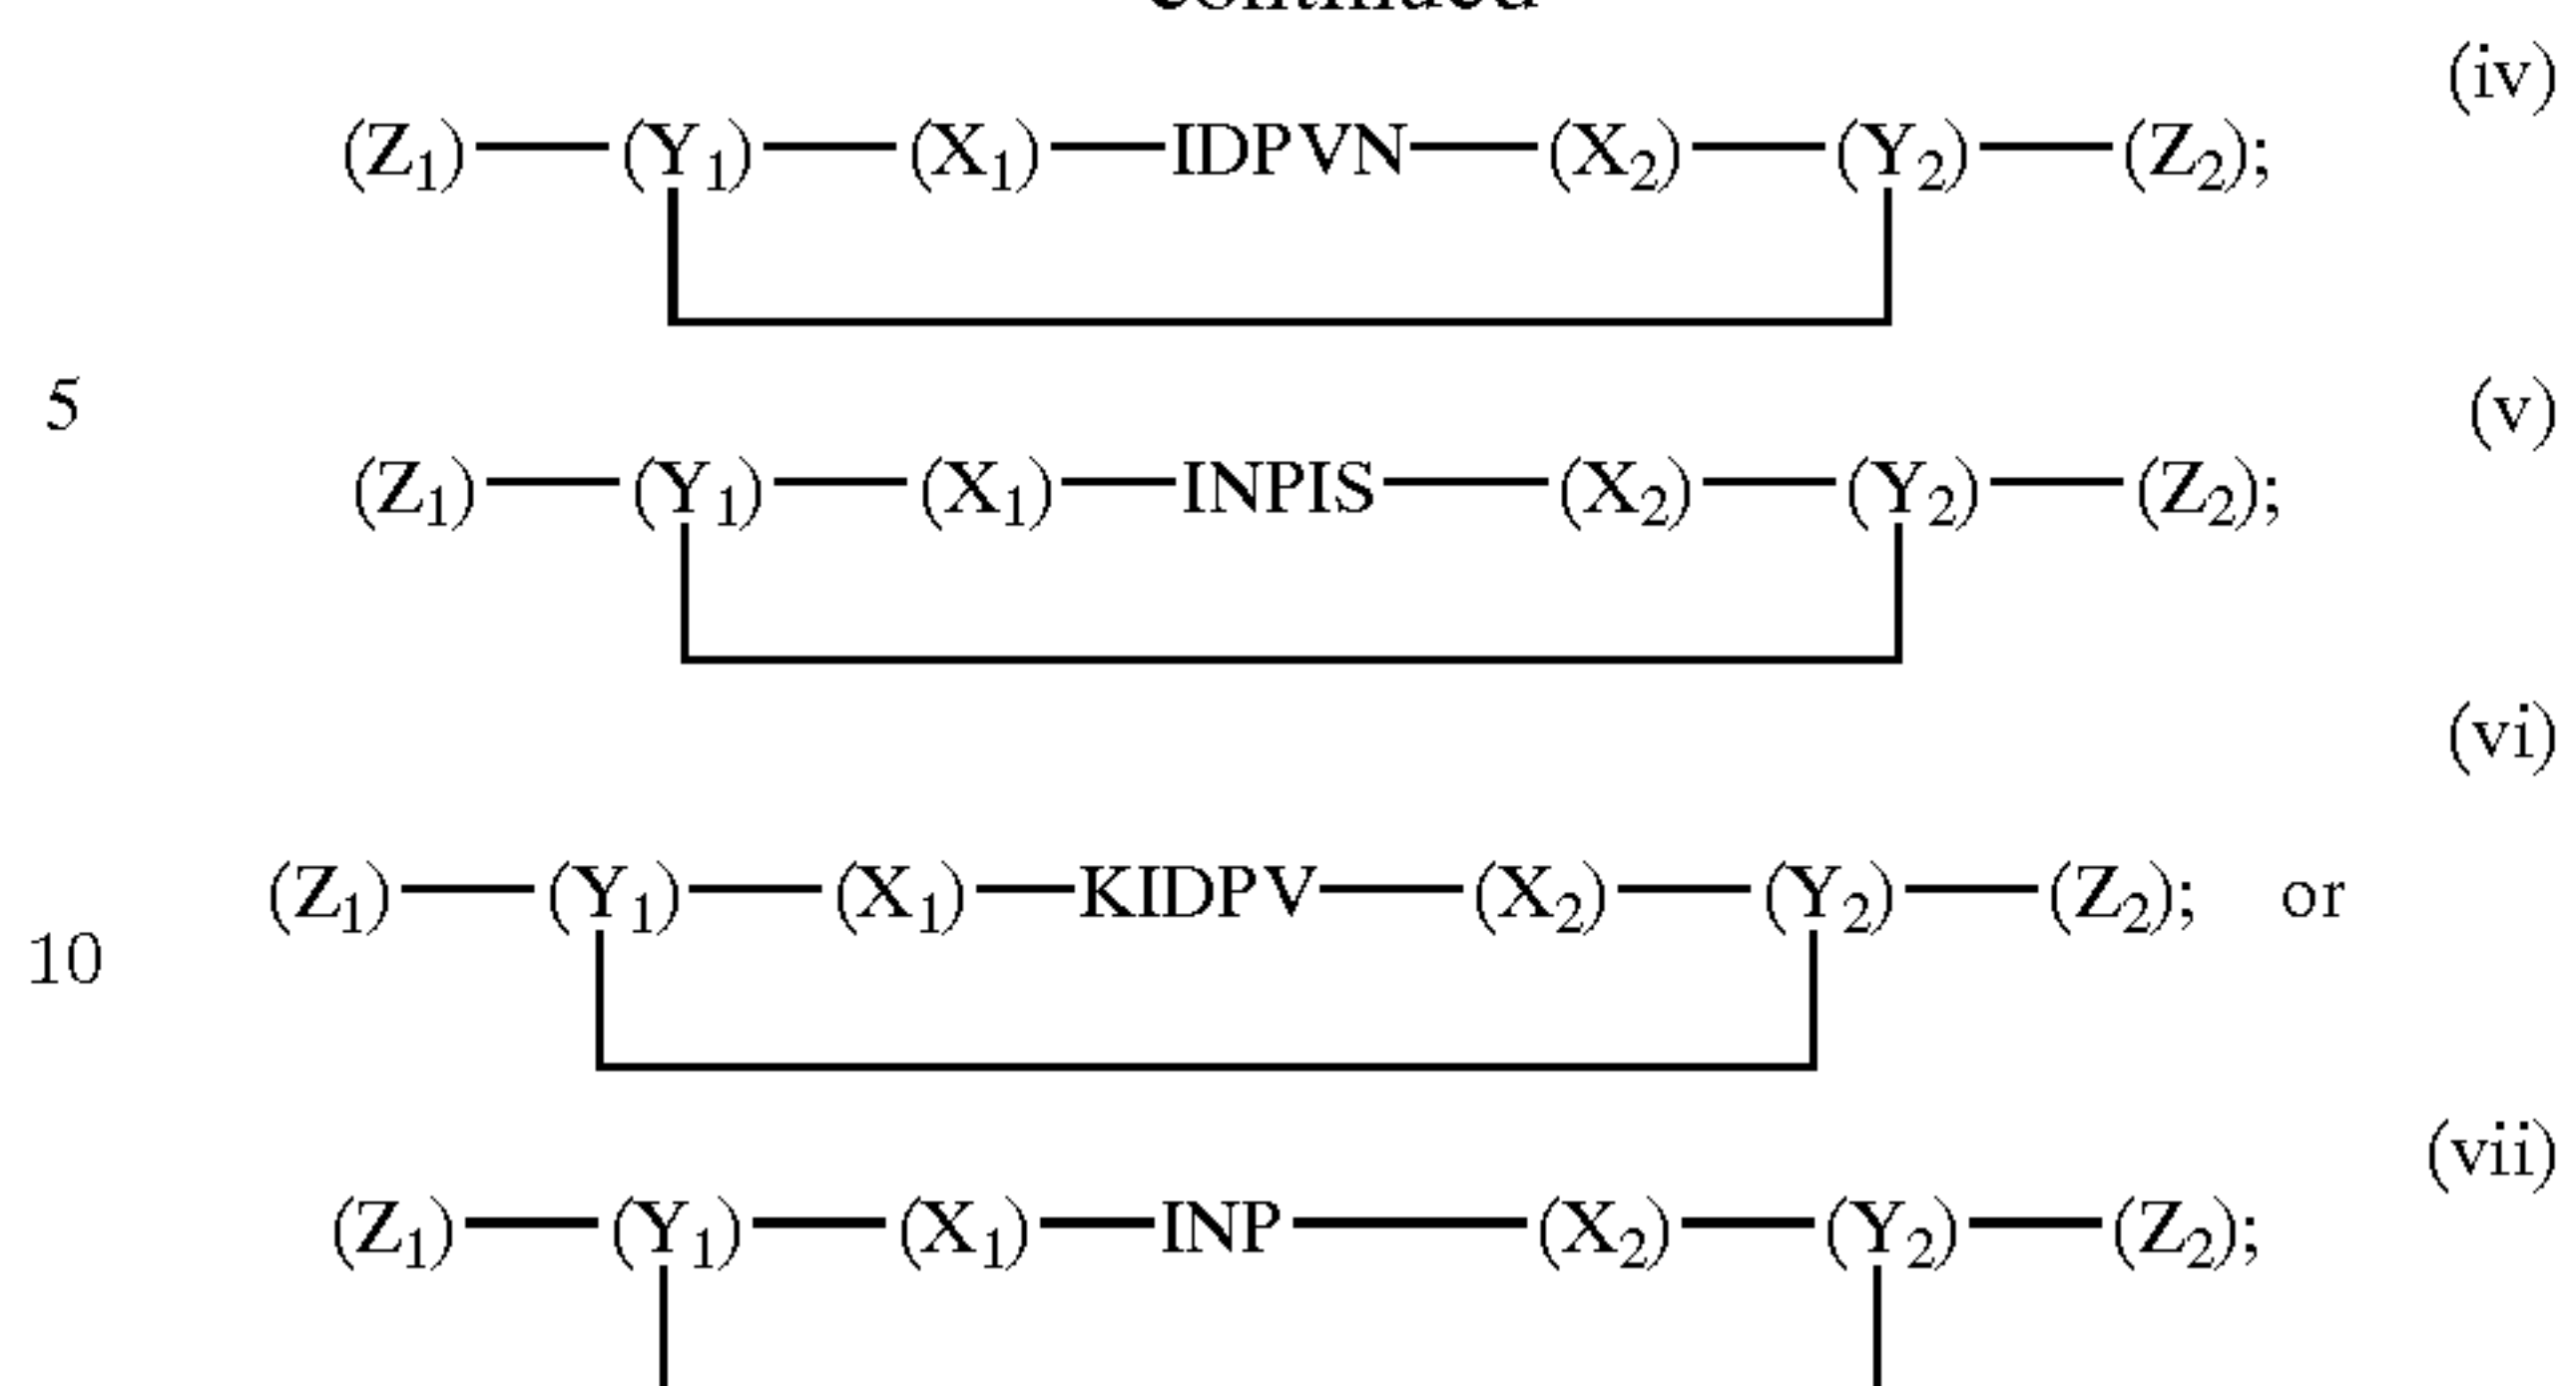 continued
(iv)
(Z₁)—(Y₁)—(X₁)—IDPVN—(X₂)—(Y₂)—(Z₂);
5 (v)
(Z₁)—(Y₁)—(X₁)—INPIS—(X₂)—(Y₂)—(Z₂);
(vi)
(Z₁)—(Y₁)—(X₁)—KIDPV—(X₂)—(Y₂)—(Z₂); or
10
(vii)
(Z₁)—(Y₁)—(X₁)—INP—(X₂)—(Y₂)—(Z₂);